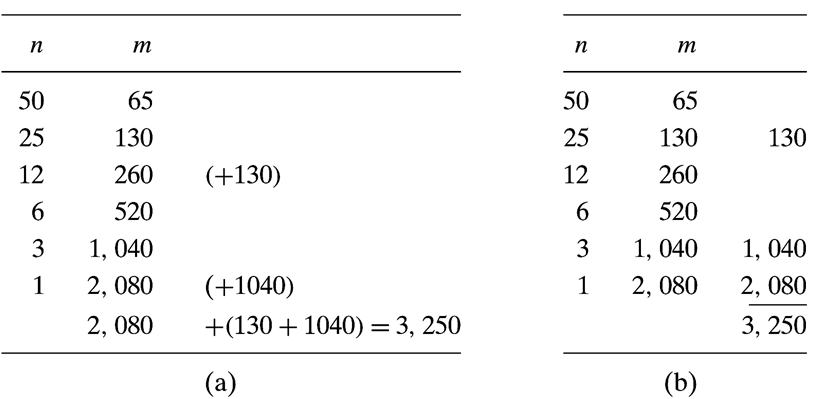 n m
50 65
25 130
12 260 (+130)
6 520
3 1, 040
1 2, 080 (+1040)
2, 080 +(130 + 1040) = 3, 250
(a)
n m
50 65
25 130 130
12 260
6 520
3 1, 040 1, 040
1 2, 080 2, 080
3, 250
(b)